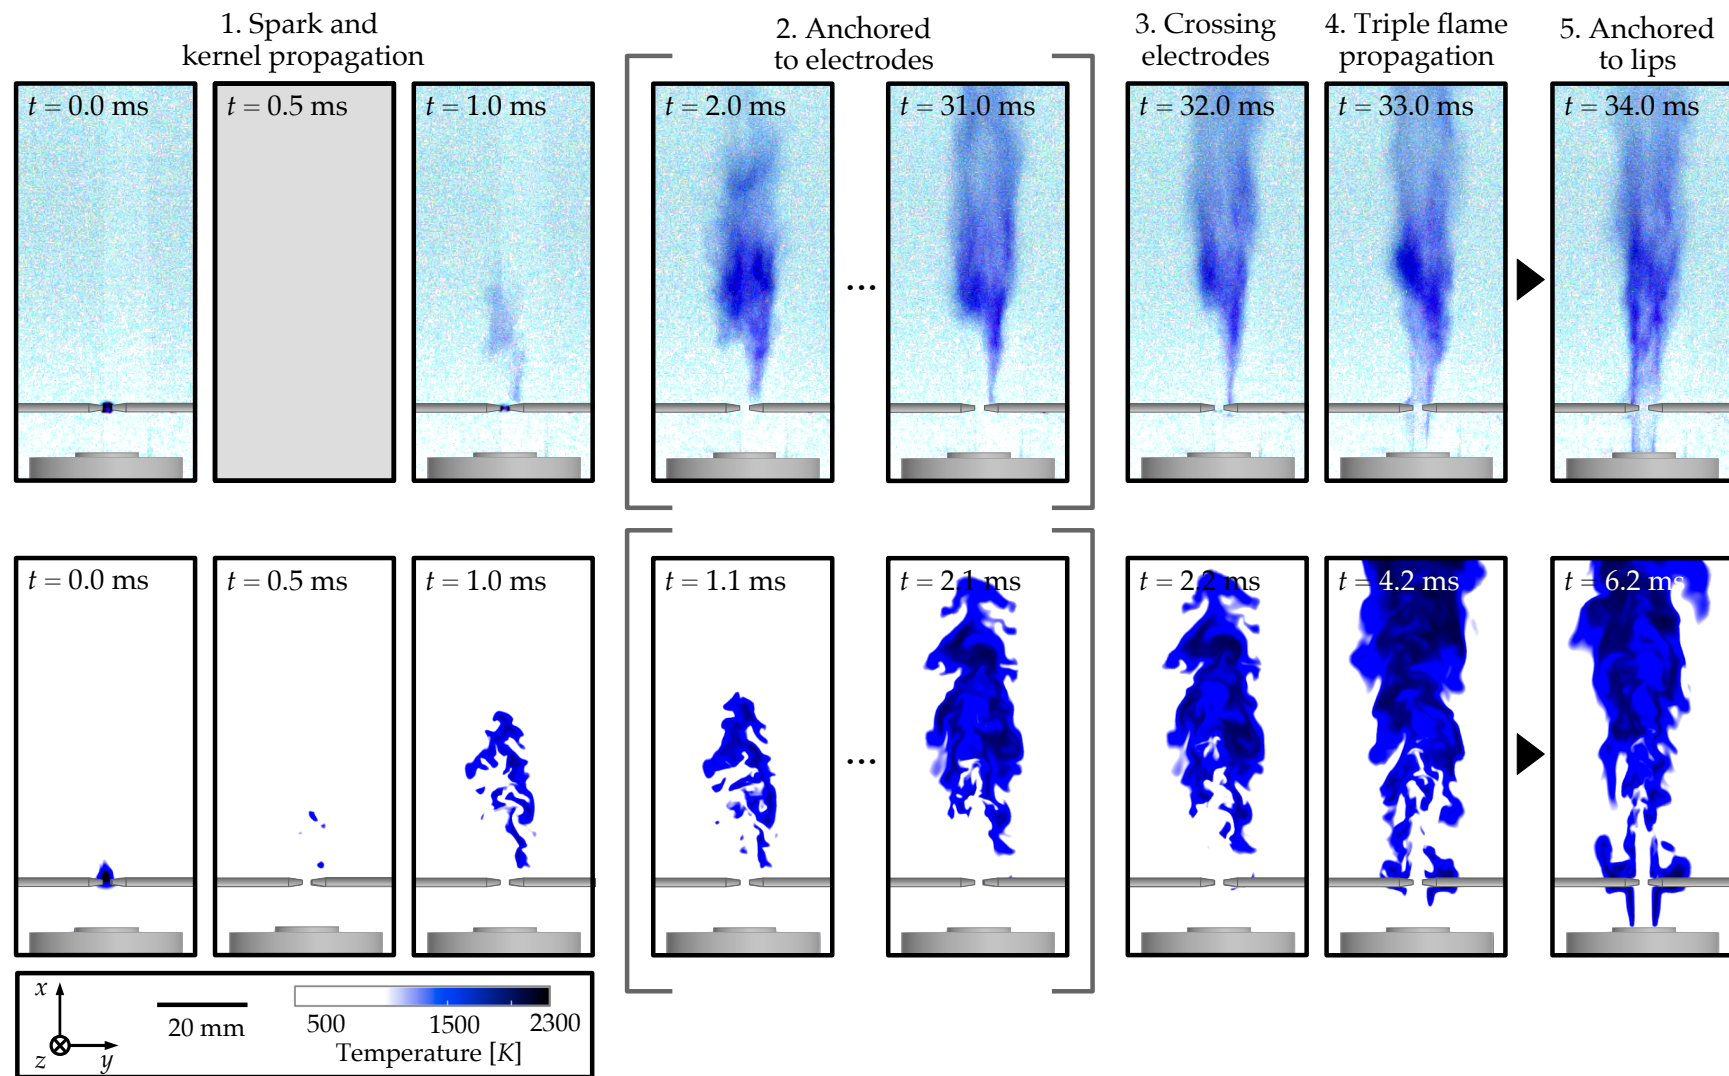 1. Spark and
kernel propagation
2. Anchored
to electrodes
3. Crossing
electrodes
4. Triple flame
propagation
5. Anchored
to lips
t = 0.0 ms
t = 0.5 ms
t = 1.0 ms
t = 2.0 ms
...
t = 31.0 ms
t = 32.0 ms
t = 33.0 ms
t = 34.0 ms
t = 0.0 ms
t = 0.5 ms
t = 1.0 ms
t = 1.1 ms
...
t = 2.1 ms
t = 2.2 ms
t = 4.2 ms
t = 6.2 ms
x
z
y
20 mm
500 1500 2300
Temperature [K]